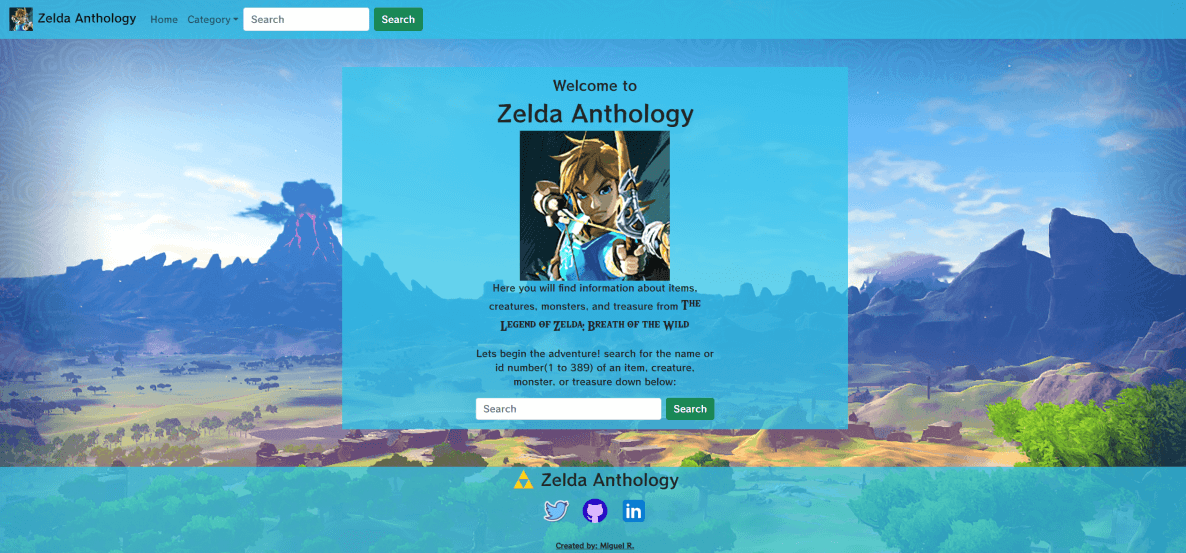 Zelda Anthology Home Category Search Search
Welcome to
Zelda Anthology
Here you will find information about items,
creatures, monsters, and treasure from The
Legend of Zelda: Breath of the Wild
Lets begin the adventure! search for the name or
id number(1 to 389) of an item, creature,
monster, or treasure down below:
Search Search
Zelda Anthology
in
Created by: Miguel R.